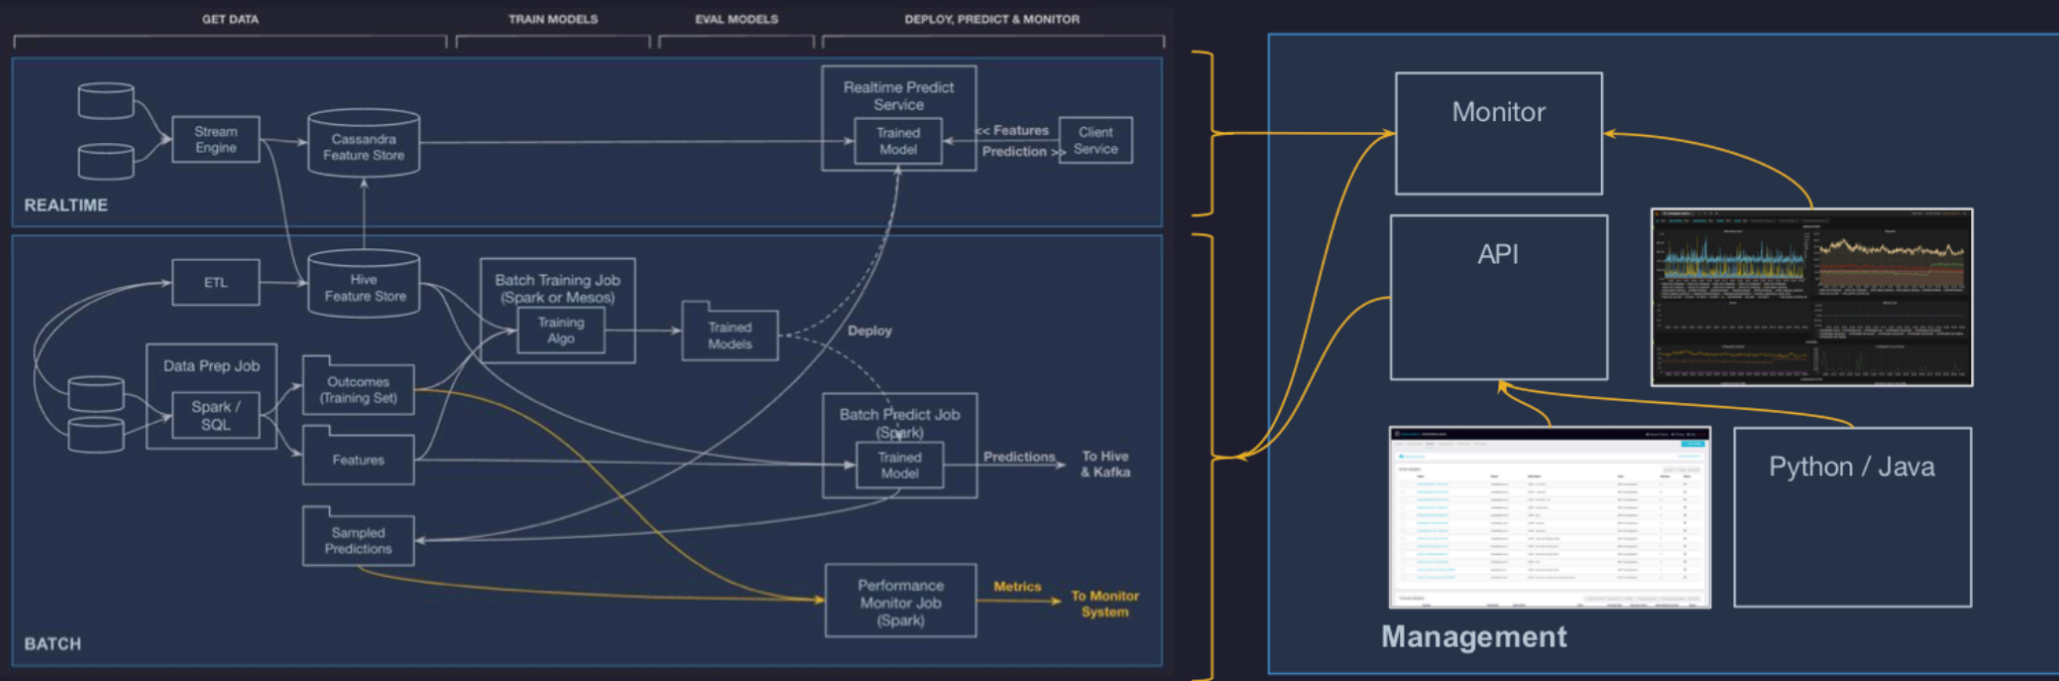 GET DATA
TRAIN MODELS
EVAL MODELS
DEPLOY, PREDICT & MONITOR
Stream
Engine
Cassandra
Feature Store
Realtime Predict
Service
Trained
Model
<< Features
Prediction >>
Client
Service
REALTIME
ETL
Hive
Feature Store
Batch Training Job
(Spark or Mesos)
Training
Algo
Trained
Models
Deploy
Data Prep Job
Spark /
SQL
Outcomes
(Training Set)
Features
Batch Predict Job
(Spark)
Trained
Model
Predictions
To Hive
& Kafka
Sampled
Predictions
Performance
Monitor Job
(Spark)
Metrics
To Monitor
System
BATCH
Monitor
API
Python / Java
Management